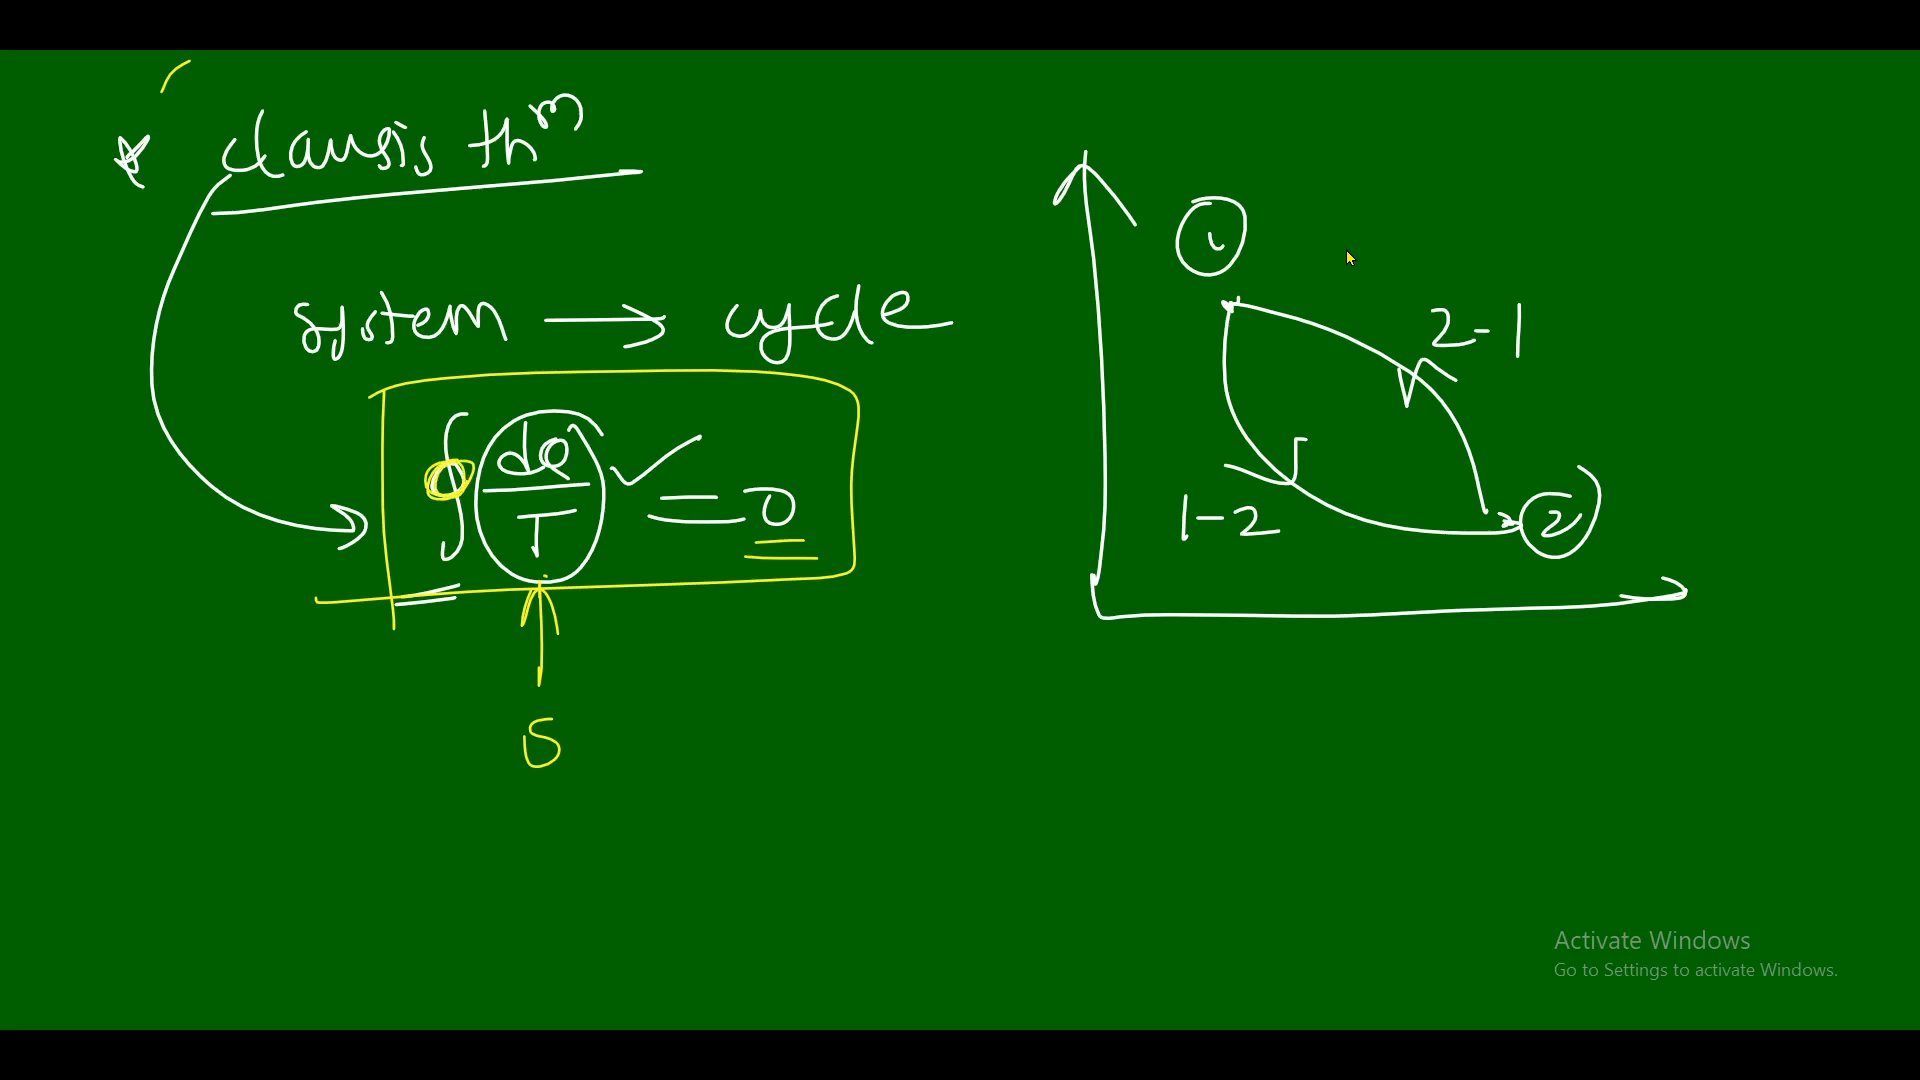 clausis thm
system → cycle
∮ dQ/T = 0
S
1
2-1
1-2
2
Activate Windows
Go to Settings to activate Windows.